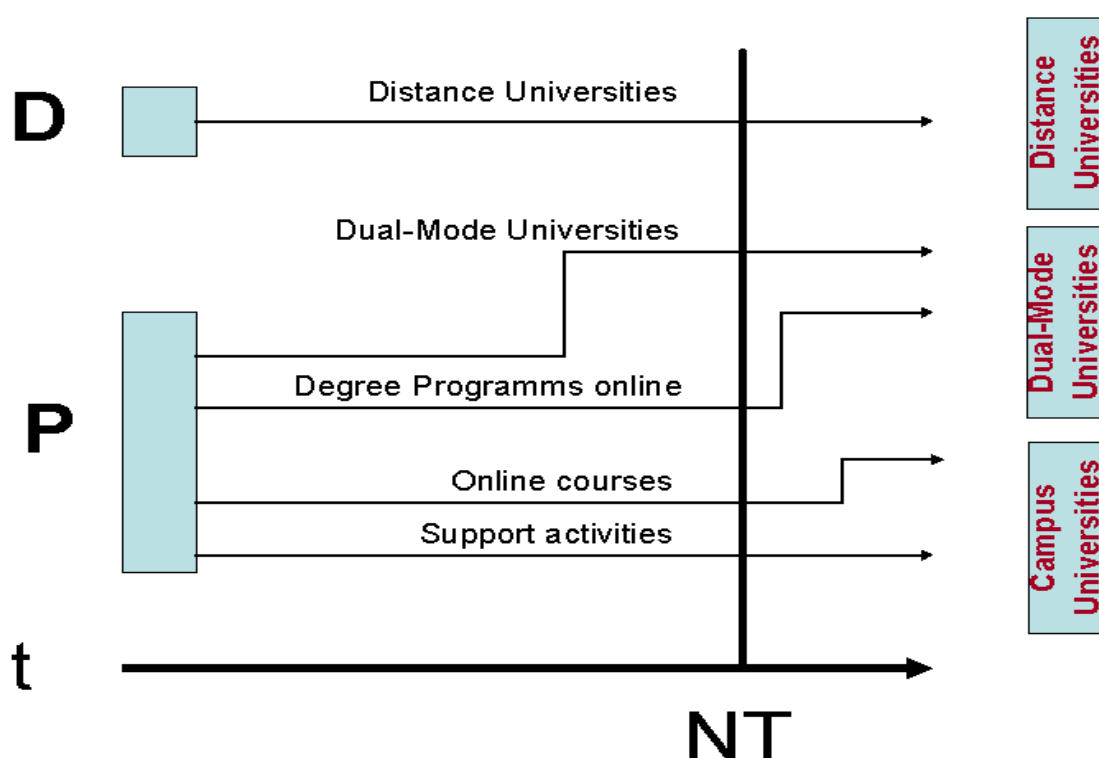 D
Distance Universities
Dual-Mode Universities
P
Degree Programms online
Online courses
Support activities
t
NT
Distance
Universities
Dual-Mode
Universities
Campus
Universities